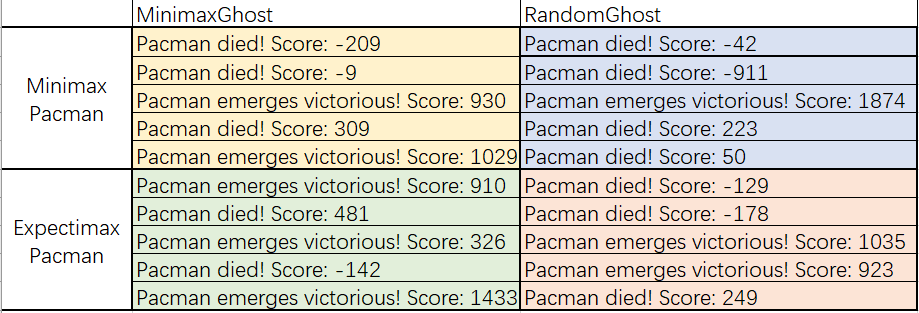 MinimaxGhost RandomGhost
Minimax Pacman
Pacman died! Score: -209 Pacman died! Score: -42
Pacman died! Score: -9 Pacman died! Score: -911
Pacman emerges victorious! Score: 930 Pacman emerges victorious! Score: 1874
Pacman died! Score: 309 Pacman died! Score: 223
Pacman emerges victorious! Score: 1029 Pacman died! Score: 50
Expectimax Pacman
Pacman emerges victorious! Score: 910 Pacman died! Score: -129
Pacman died! Score: 481 Pacman died! Score: -178
Pacman emerges victorious! Score: 326 Pacman emerges victorious! Score: 1035
Pacman died! Score: -142 Pacman emerges victorious! Score: 923
Pacman emerges victorious! Score: 1433 Pacman died! Score: 249